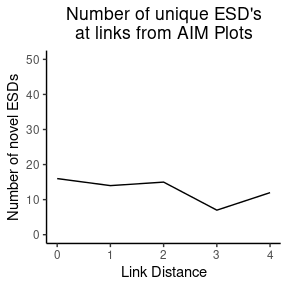 Number of unique ESD's
at links from AIM Plots
Number of novel ESDs
50
40
30
20
10
0
0 1 2 3 4
Link Distance